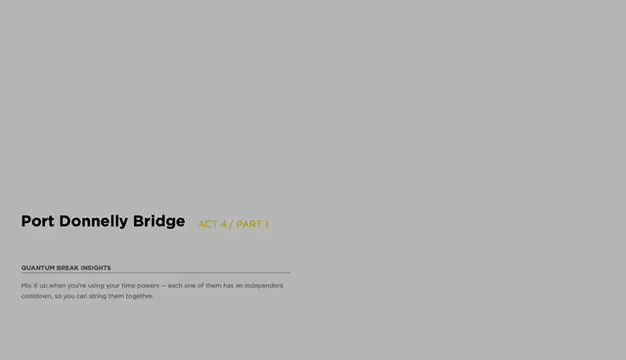 Port Donnelly Bridge ACT 4 / PART 1
QUANTUM BREAK INSIGHTS
Mix it up when you're using your time powers — each one of them has an independent
cooldown, so you can string them together.